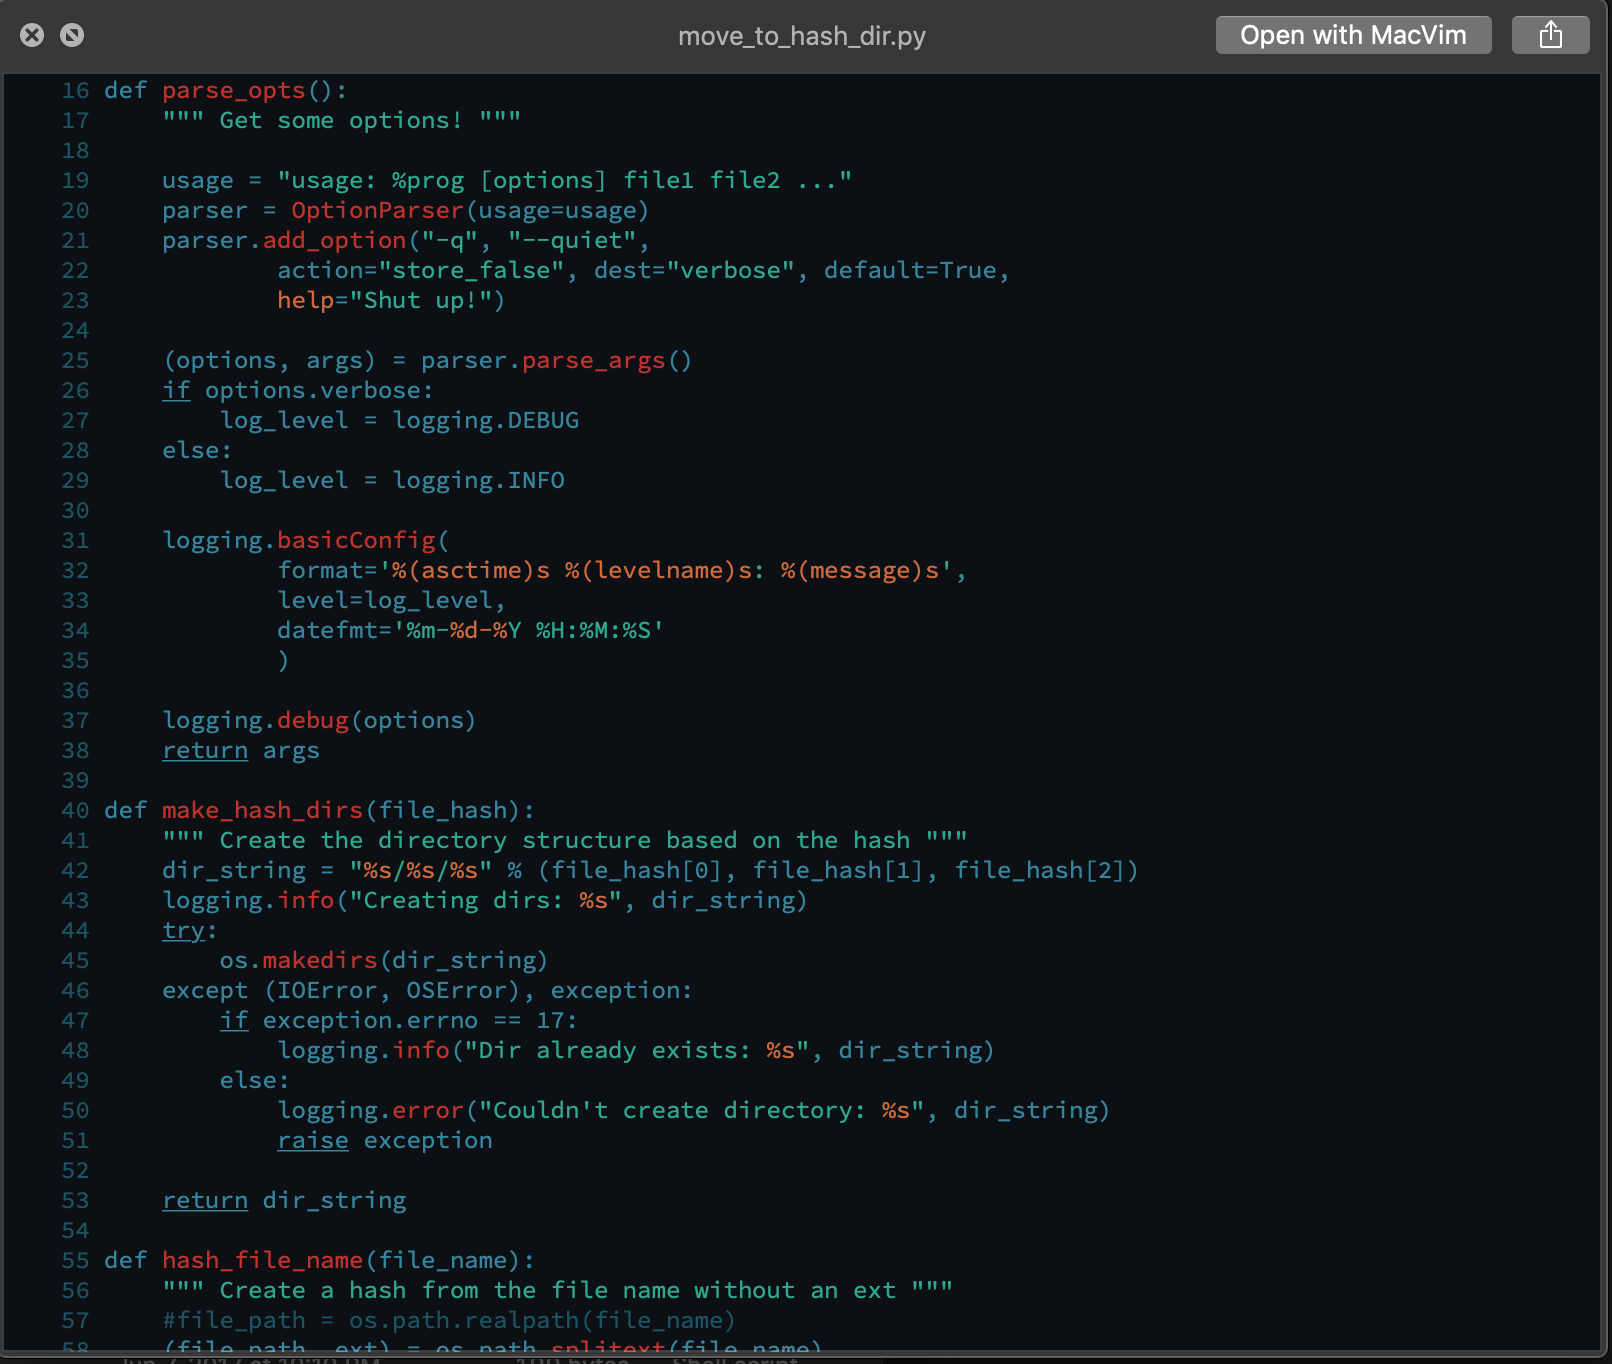 move_to_hash_dir.py
Open with MacVim
16 def parse_opts():
17     """ Get some options! """
18
19     usage = "usage: %prog [options] file1 file2 ..."
20     parser = OptionParser(usage=usage)
21     parser.add_option("-q", "--quiet",
22             action="store_false", dest="verbose", default=True,
23             help="Shut up!")
24
25     (options, args) = parser.parse_args()
26     if options.verbose:
27         log_level = logging.DEBUG
28     else:
29         log_level = logging.INFO
30
31     logging.basicConfig(
32             format='%(asctime)s %(levelname)s: %(message)s',
33             level=log_level,
34             datefmt='%m-%d-%Y %H:%M:%S'
35             )
36
37     logging.debug(options)
38     return args
39
40 def make_hash_dirs(file_hash):
41     """ Create the directory structure based on the hash """
42     dir_string = "%s/%s/%s" % (file_hash[0], file_hash[1], file_hash[2])
43     logging.info("Creating dirs: %s", dir_string)
44     try:
45         os.makedirs(dir_string)
46     except (IOError, OSError), exception:
47         if exception.errno == 17:
48             logging.info("Dir already exists: %s", dir_string)
49         else:
50             logging.error("Couldn't create directory: %s", dir_string)
51             raise exception
52
53     return dir_string
54
55 def hash_file_name(file_name):
56     """ Create a hash from the file name without an ext """
57     #file_path = os.path.realpath(file_name)
58     (file_path, ext) = os.path.splitext(file_name)